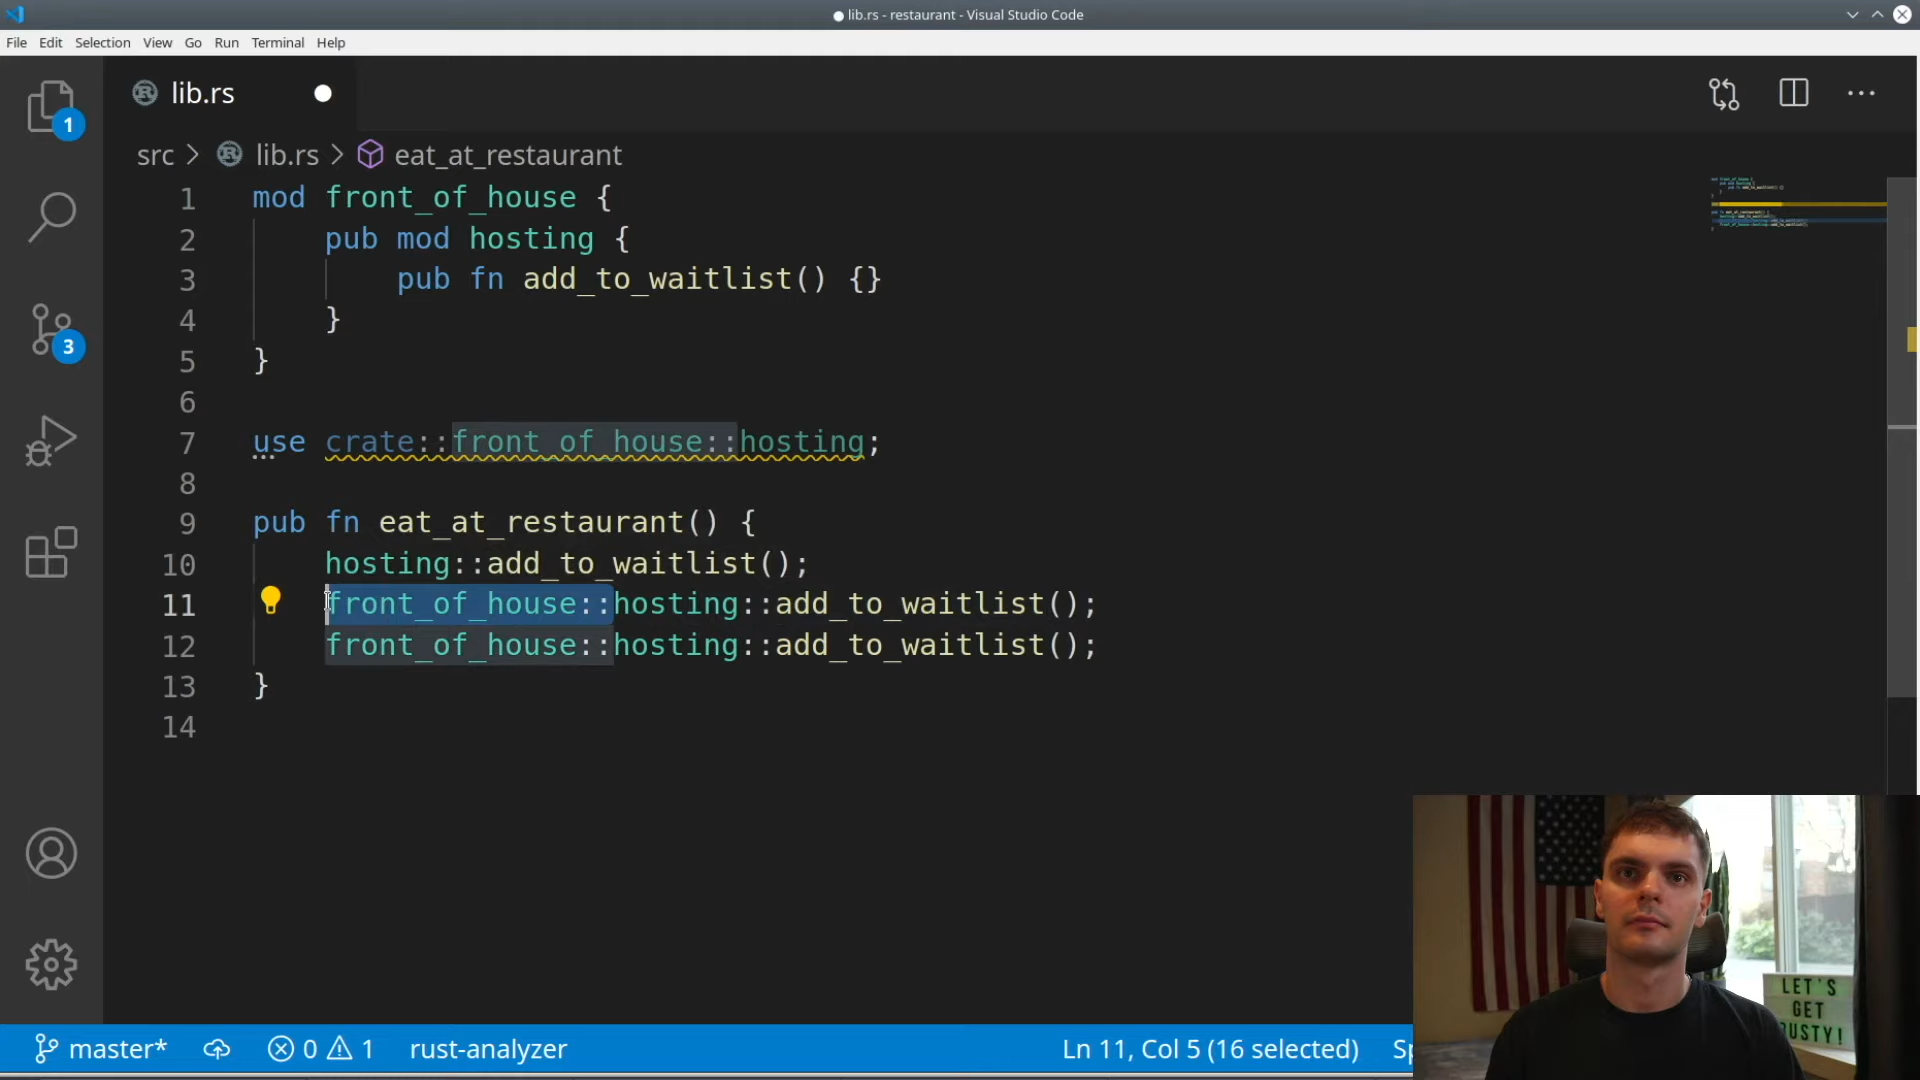 lib.rs - restaurant - Visual Studio Code
File Edit Selection View Go Run Terminal Help
lib.rs
src > lib.rs > eat_at_restaurant
1 mod front_of_house {
2 pub mod hosting {
3 pub fn add_to_waitlist() {}
4 }
5 }
6
7 use crate::front_of_house::hosting;
8
9 pub fn eat_at_restaurant() {
10 hosting::add_to_waitlist();
11 front_of_house::hosting::add_to_waitlist();
12 front_of_house::hosting::add_to_waitlist();
13 }
14
1
3
LET'S
GET
RUSTY!
master* 0 1 rust-analyzer Ln 11, Col 5 (16 selected)